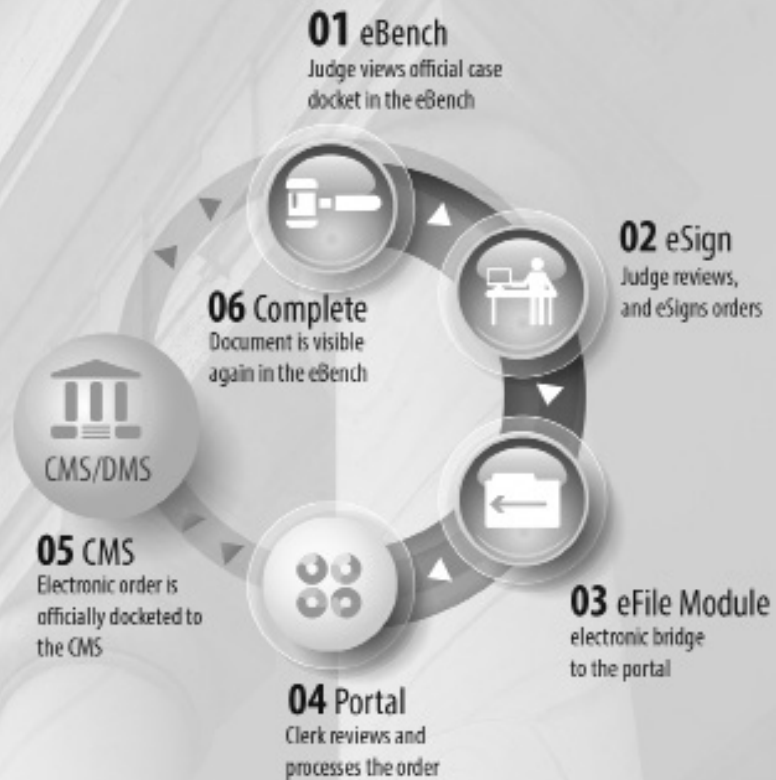 01 eBench
Judge views official case
docket in the eBench
02 eSign
Judge reviews,
and eSigns orders
03 eFile Module
electronic bridge
to the portal
04 Portal
Clerk reviews and
processes the order
CMS/DMS
05 CMS
Electronic order is
officially docketed to
the CMS
06 Complete
Document is visible
again in the eBench